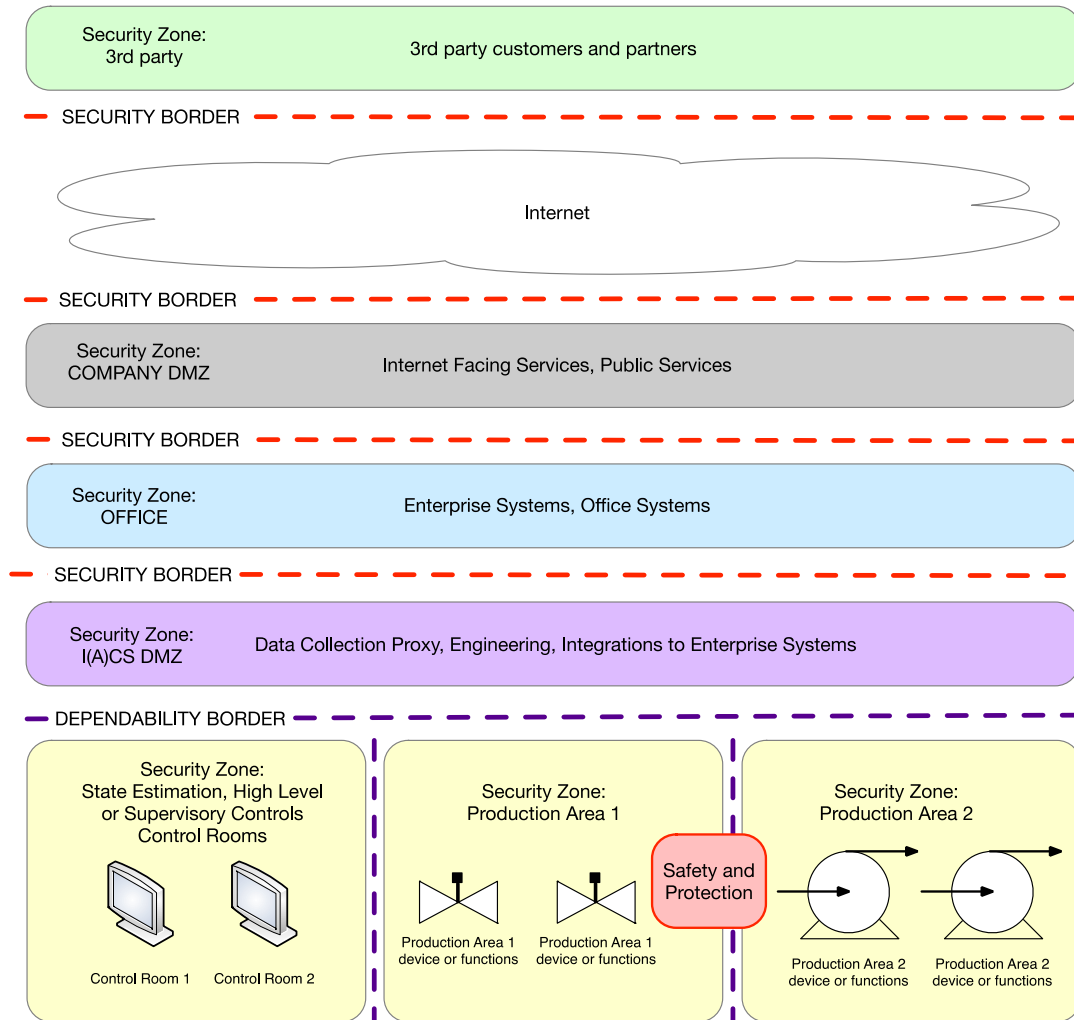 Security Zone:
3rd party
3rd party customers and partners
SECURITY BORDER
Internet
SECURITY BORDER
Security Zone:
COMPANY DMZ
Internet Facing Services, Public Services
SECURITY BORDER
Security Zone:
OFFICE
Enterprise Systems, Office Systems
SECURITY BORDER
Security Zone:
I(A)CS DMZ
Data Collection Proxy, Engineering, Integrations to Enterprise Systems
DEPENDABILITY BORDER
Security Zone:
State Estimation, High Level
or Supervisory Controls
Control Rooms
Control Room 1
Control Room 2
Security Zone:
Production Area 1
Production Area 1
device or functions
Production Area 1
device or functions
Safety and
Protection
Security Zone:
Production Area 2
Production Area 2
device or functions
Production Area 2
device or functions